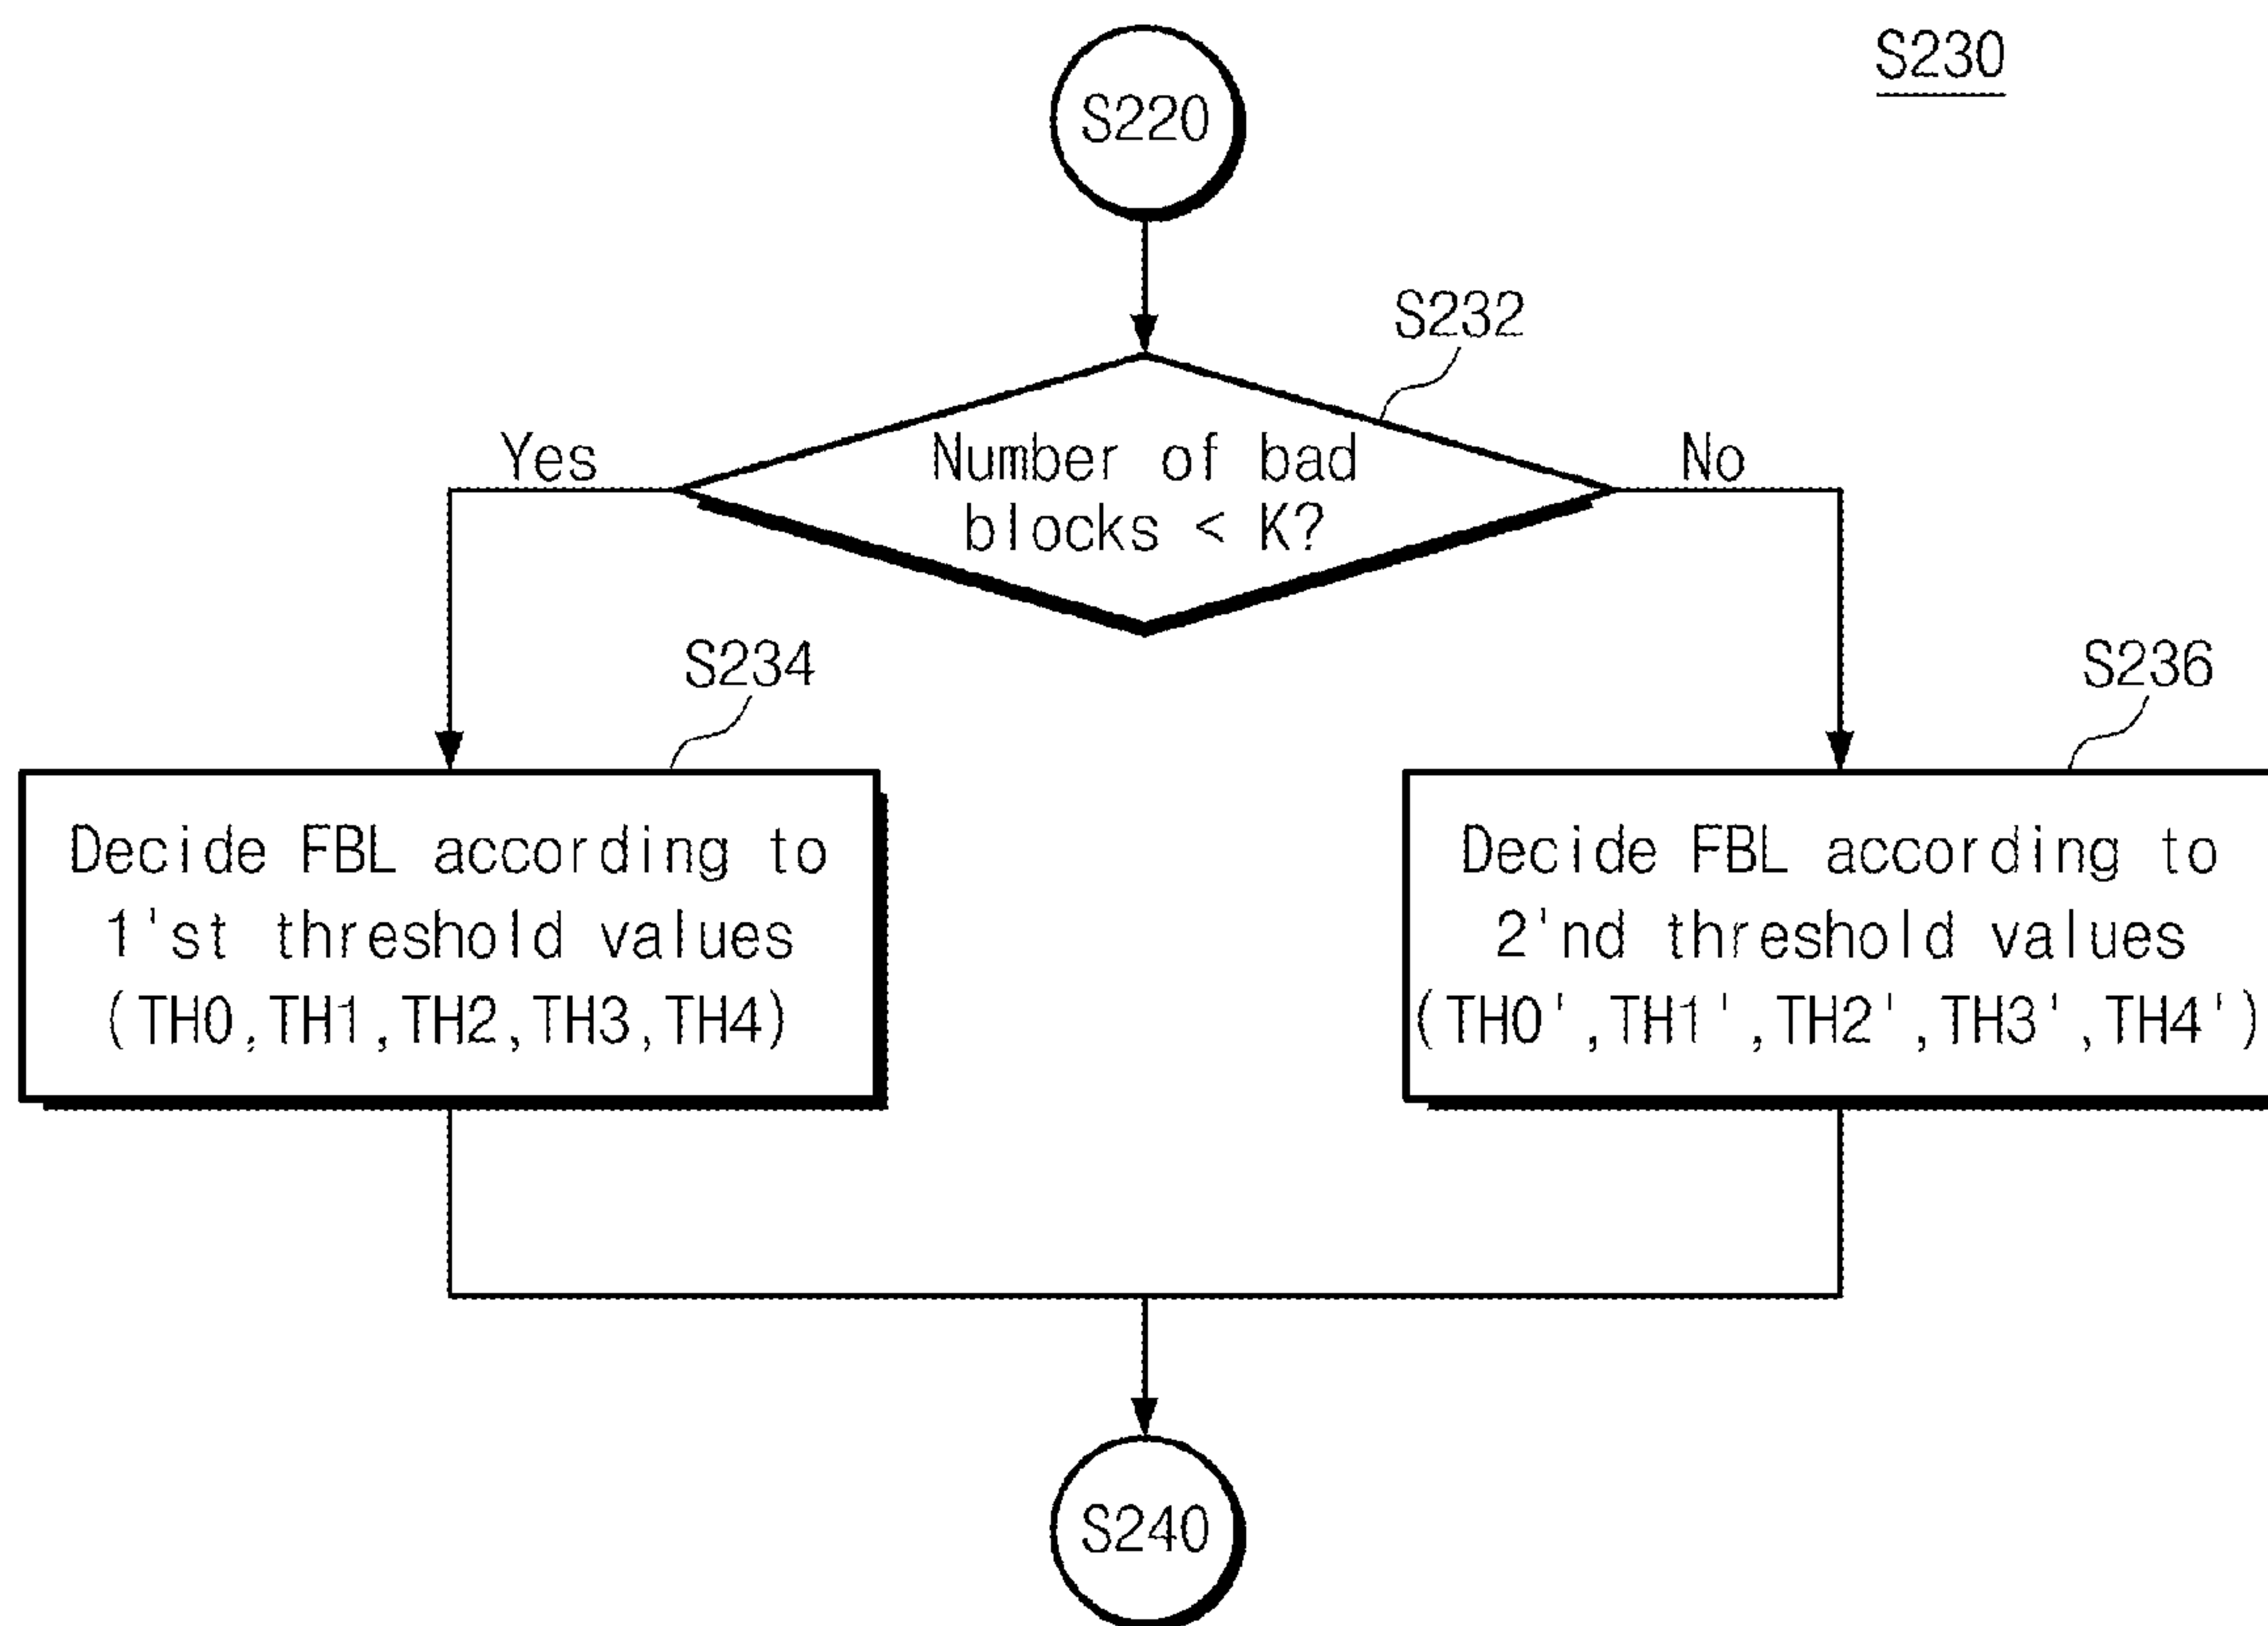 S230
S220
S232
Yes
Number of bad
blocks < K?
No
S234
S236
Decide FBL according to
1'st threshold values
(TH0,TH1,TH2,TH3,TH4)
Decide FBL according to
2'nd threshold values
(TH0',TH1',TH2',TH3',TH4')
S240